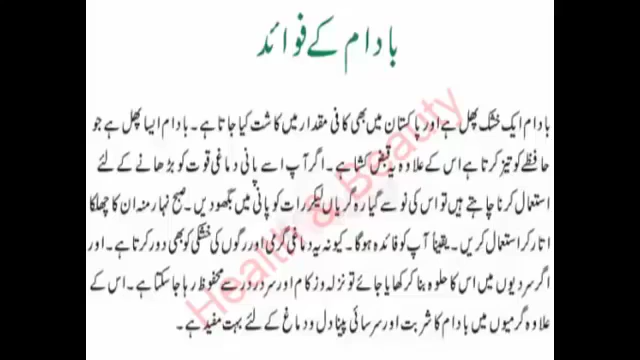 بادام کے فوائد
بادام ایک خشک پھل ہے اور پاکستان میں بھی کافی مقدار میں کاشت کیا جاتا ہے۔ بادام ایسا پھل ہے جو
حافظے کو تیز کرتا ہے اس کے علاوہ یہ قبض کشا ہے۔ اگر آپ اسے پانی دماغی قوت کو بڑھانے کے لئے
استعمال کرنا چاہتے ہیں تو اس کی نو سے گیارہ گریاں لیکر رات کو پانی میں بھگو دیں۔ صبح نہار منہ ان کا چھلکا
اتار کر استعمال کریں۔ یقیناً آپ کو فائدہ ہوگا۔ کیونہ یہ دماغی گرمی اور رگوں کی خشکی کو بھی دور کرتا ہے۔ اور
اگر سردیوں میں اس کا حلوہ بنا کر کھایا جائے تو نزلہ و زکام اور سر درد سے محفوظ رہا جا سکتا ہے۔ اس کے
علاوہ گرمیوں میں بادام کا شربت اور سرسائی پینا دل و دماغ کے لئے بہت مفید ہے۔
Health & Beauty